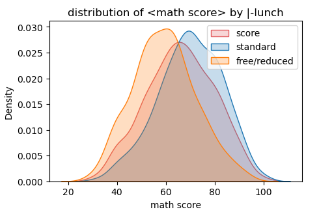 distribution of <math score> by |-lunch
score
standard
free/reduced
Density
0.030
0.025
0.020
0.015
0.010
0.005
0.000
20 40 60 80 100
math score